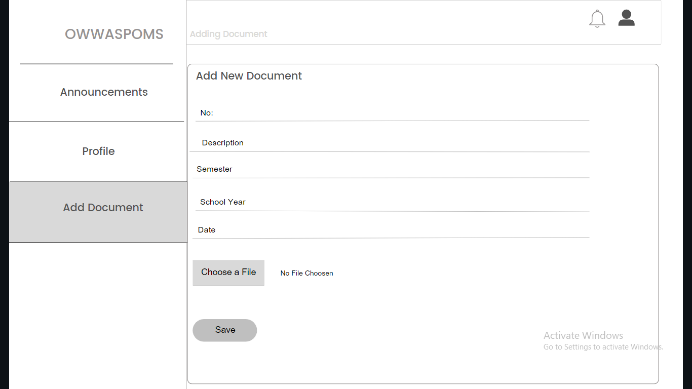 OWWASPOMS
Adding Document
Announcements
Profile
Add Document
Add New Document
No:
Description
Semester
School Year
Date
Choose a File
No File Choosen
Save
Activate Windows
Go to Settings to activate Windows.